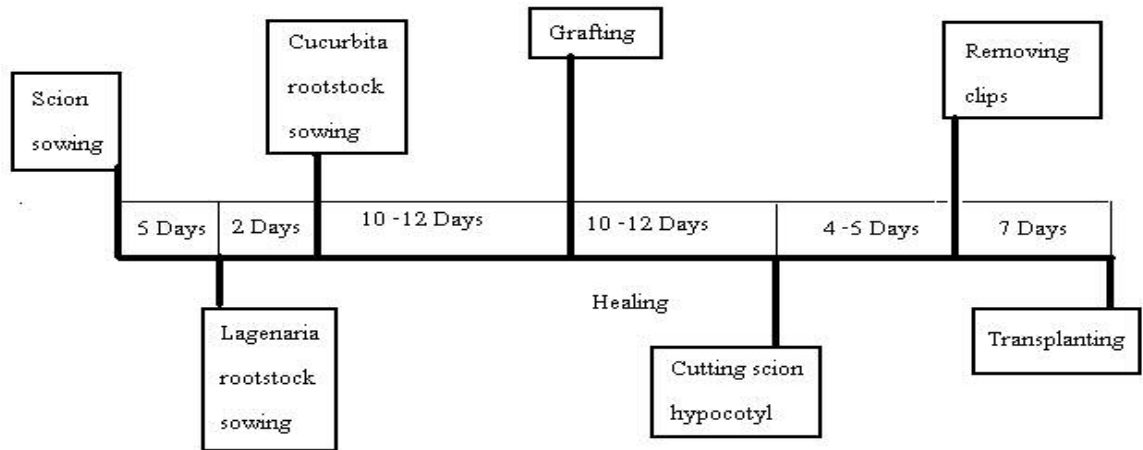 Scion
sowing
Cucurbita
rootstock
sowing
Grafting
Removing
clips
5 Days
2 Days
10 -12 Days
10 -12 Days
4 -5 Days
7 Days
Healing
Lagenaria
rootstock
sowing
Cutting scion
hypocotyl
Transplanting